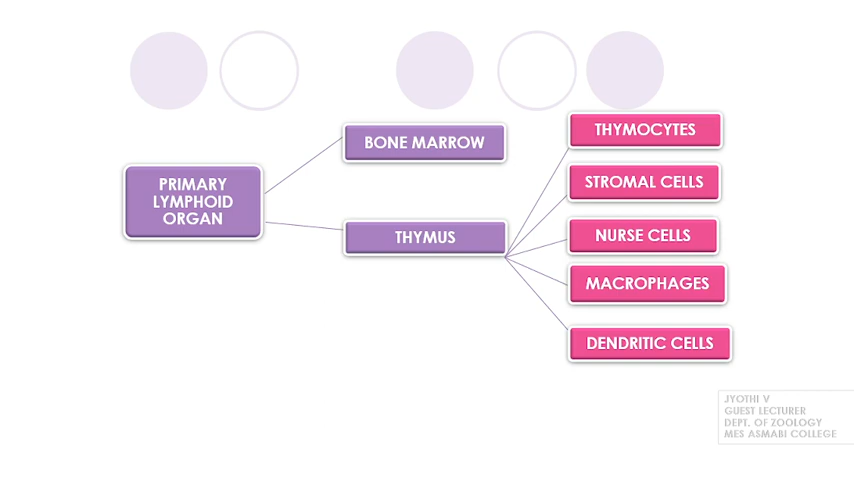 PRIMARY
LYMPHOID
ORGAN
BONE MARROW
THYMUS
THYMOCYTES
STROMAL CELLS
NURSE CELLS
MACROPHAGES
DENDRITIC CELLS
JYOTHI V
GUEST LECTURER
DEPT. OF ZOOLOGY
MES ASMABI COLLEGE